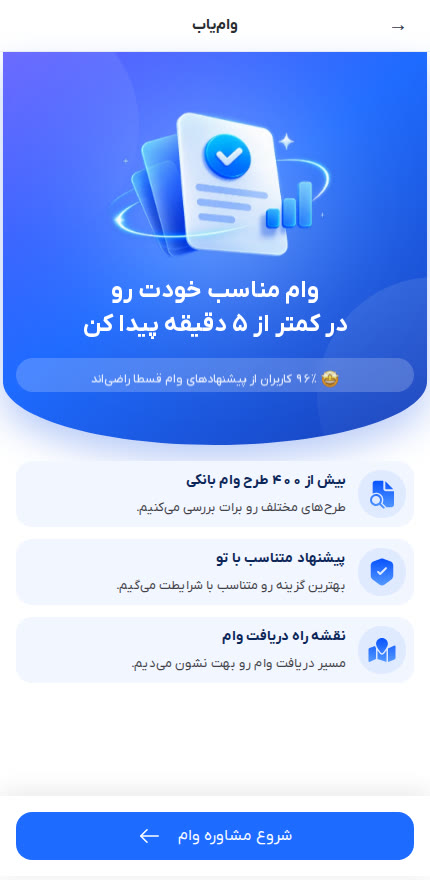 وام‌یاب
وام مناسب خودت رو
در کمتر از ۵ دقیقه پیدا کن
۹۶٪ کاربران از پیشنهادهای وام قسطا راضی‌اند
بیش از ۴۰۰ طرح وام بانکی
طرح‌های مختلف رو برات بررسی می‌کنیم.
پیشنهاد متناسب با تو
بهترین گزینه رو متناسب با شرایطت می‌گیم.
نقشه راه دریافت وام
مسیر دریافت وام رو بهت نشون می‌دیم.
شروع مشاوره وام